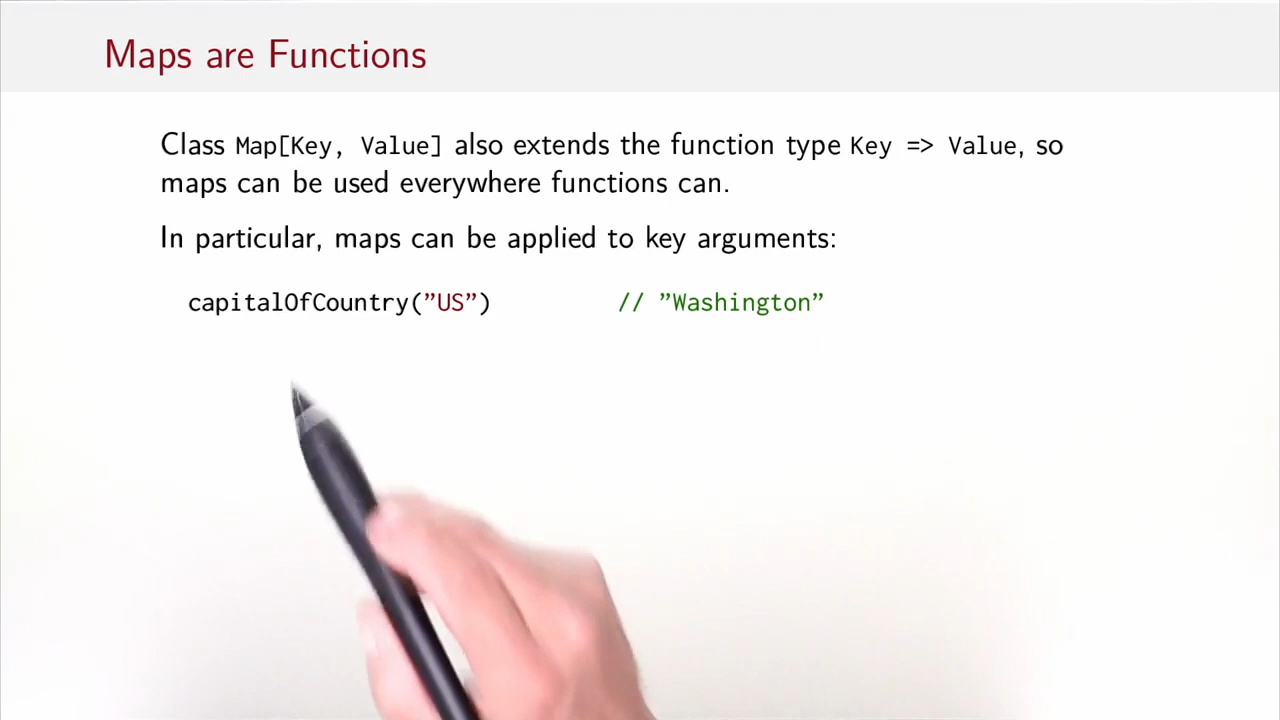 Maps are Functions
Class Map[Key, Value] also extends the function type Key => Value, so
maps can be used everywhere functions can.
In particular, maps can be applied to key arguments:
capitalOfCountry(”US”) // ”Washington”